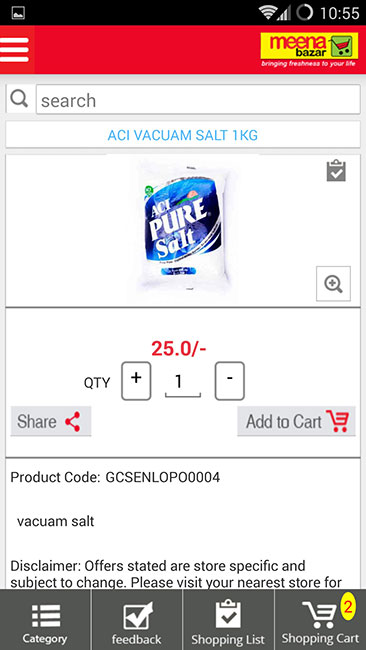 10:55
meena
bazar
bringing freshness to your life
search
ACI VACUAM SALT 1KG
ACI
PURE
Salt
25.0/-
QTY + 1 -
Share Add to Cart
Product Code: GCSENLOPO0004
vacuam salt
Disclaimer: Offers stated are store specific and
subject to change. Please visit your nearest store for
2
Category feedback Shopping List Shopping Cart